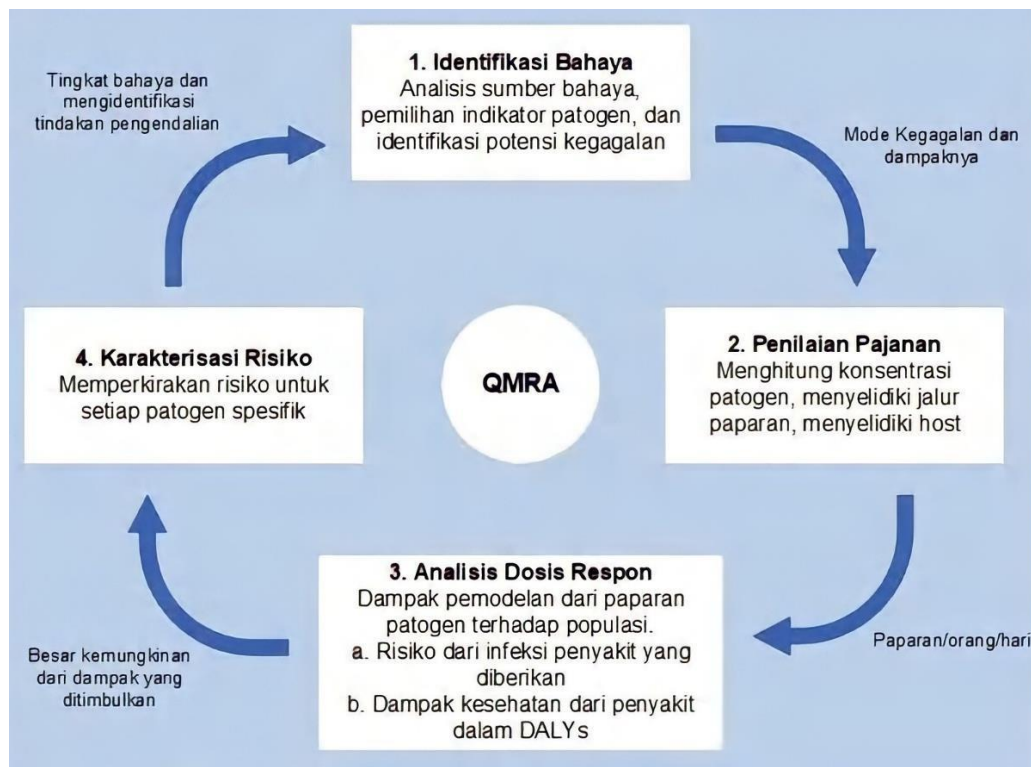 1. Identifikasi Bahaya
Analisis sumber bahaya,
pemilihan indikator patogen, dan
identifikasi potensi kegagalan
Mode Kegagalan dan
dampaknya
2. Penilaian Pajanan
Menghitung konsentrasi
patogen, menyelidiki jalur
paparan, menyelidiki host
Paparan/orang/hari
3. Analisis Dosis Respon
Dampak pemodelan dari paparan
patogen terhadap populasi.
a. Risiko dari infeksi penyakit yang
diberikan
b. Dampak kesehatan dari penyakit
dalam DALYs
Besar kemungkinan
dari dampak yang
ditimbulkan
4. Karakterisasi Risiko
Memperkirakan risiko untuk
setiap patogen spesifik
Tingkat bahaya dan
mengidentifikasi
tindakan pengendalian
QMRA